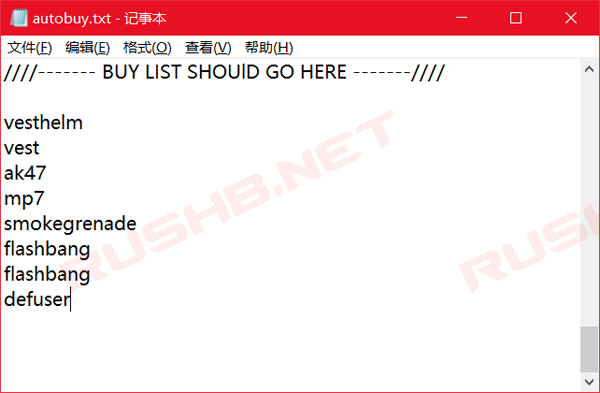 autobuy.txt - 记事本
文件(F) 编辑(E) 格式(O) 查看(V) 帮助(H)
////------- BUY LIST SHOUlD GO HERE -------////
vesthelm
vest
ak47
mp7
smokegrenade
flashbang
flashbang
defuser
RUSHB.NET
RUSH